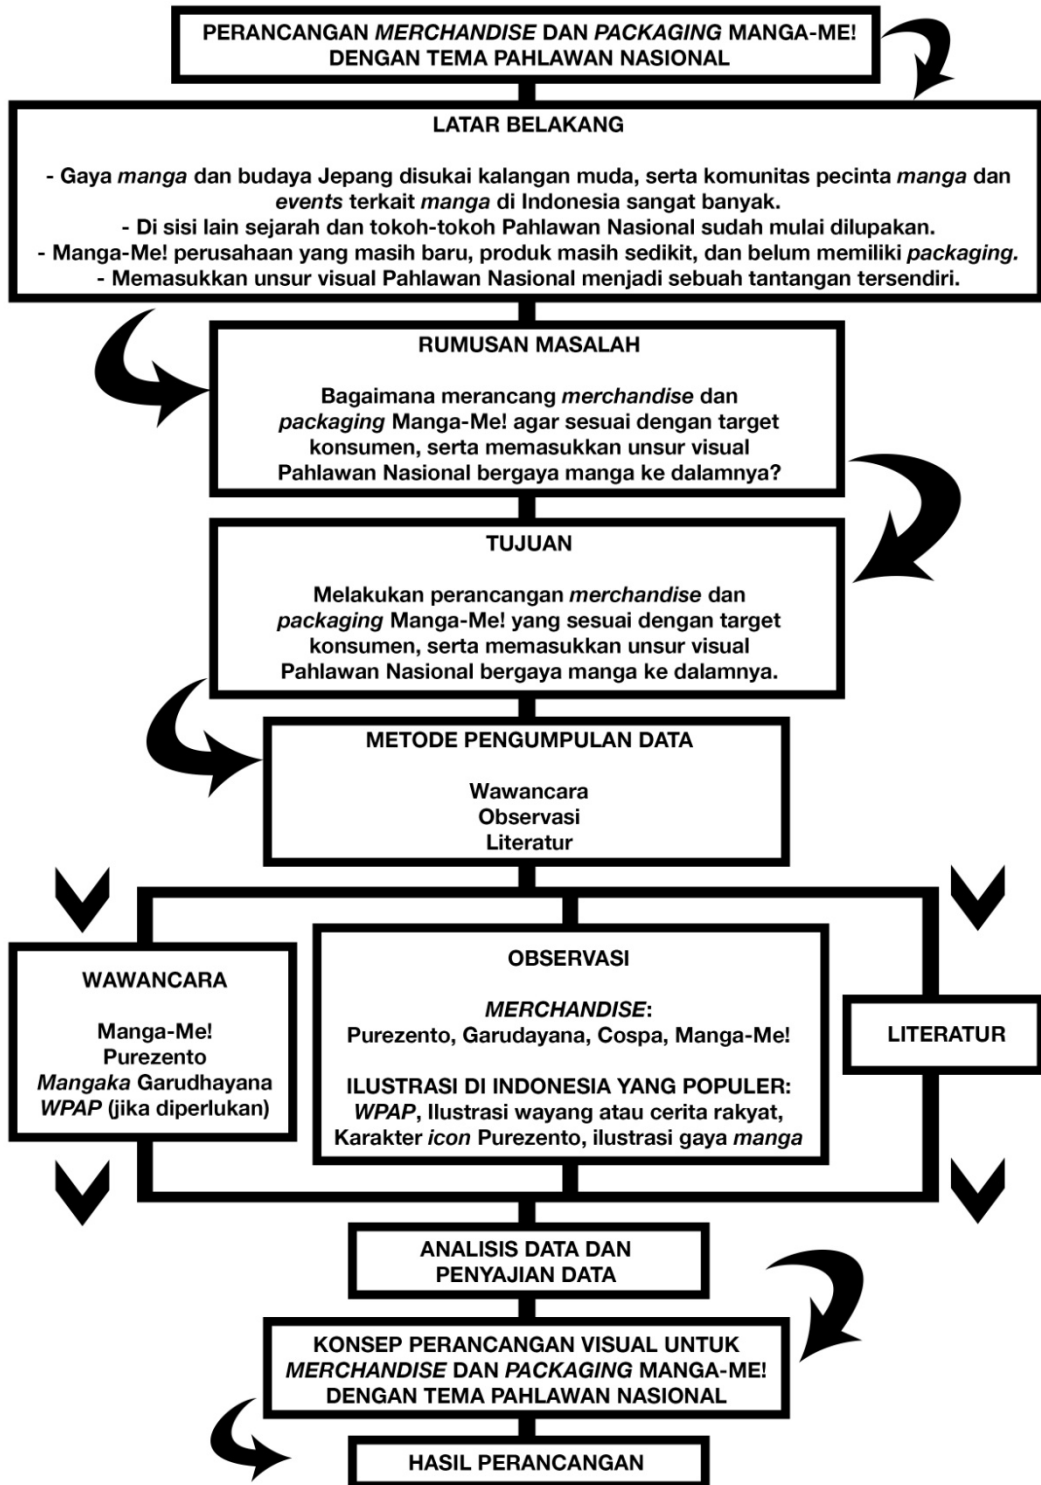 PERANCANGAN MERCHANDISE DAN PACKAGING MANGA-ME!
DENGAN TEMA PAHLAWAN NASIONAL
LATAR BELAKANG
- Gaya manga dan budaya Jepang disukai kalangan muda, serta komunitas pecinta manga dan
events terkait manga di Indonesia sangat banyak.
- Di sisi lain sejarah dan tokoh-tokoh Pahlawan Nasional sudah mulai dilupakan.
- Manga-Me! perusahaan yang masih baru, produk masih sedikit, dan belum memiliki packaging.
- Memasukkan unsur visual Pahlawan Nasional menjadi sebuah tantangan tersendiri.
RUMUSAN MASALAH
Bagaimana merancang merchandise dan
packaging Manga-Me! agar sesuai dengan target
konsumen, serta memasukkan unsur visual
Pahlawan Nasional bergaya manga ke dalamnya?
TUJUAN
Melakukan perancangan merchandise dan
packaging Manga-Me! yang sesuai dengan target
konsumen, serta memasukkan unsur visual
Pahlawan Nasional bergaya manga ke dalamnya.
METODE PENGUMPULAN DATA
Wawancara
Observasi
Literatur
WAWANCARA
Manga-Me!
Purezento
Mangaka Garudhayana
WPAP (jika diperlukan)
OBSERVASI
MERCHANDISE:
Purezento, Garudayana, Cospa, Manga-Me!
ILUSTRASI DI INDONESIA YANG POPULER:
WPAP, Ilustrasi wayang atau cerita rakyat,
Karakter icon Purezento, ilustrasi gaya manga
LITERATUR
ANALISIS DATA DAN
PENYAJIAN DATA
KONSEP PERANCANGAN VISUAL UNTUK
MERCHANDISE DAN PACKAGING MANGA-ME!
DENGAN TEMA PAHLAWAN NASIONAL
HASIL PERANCANGAN